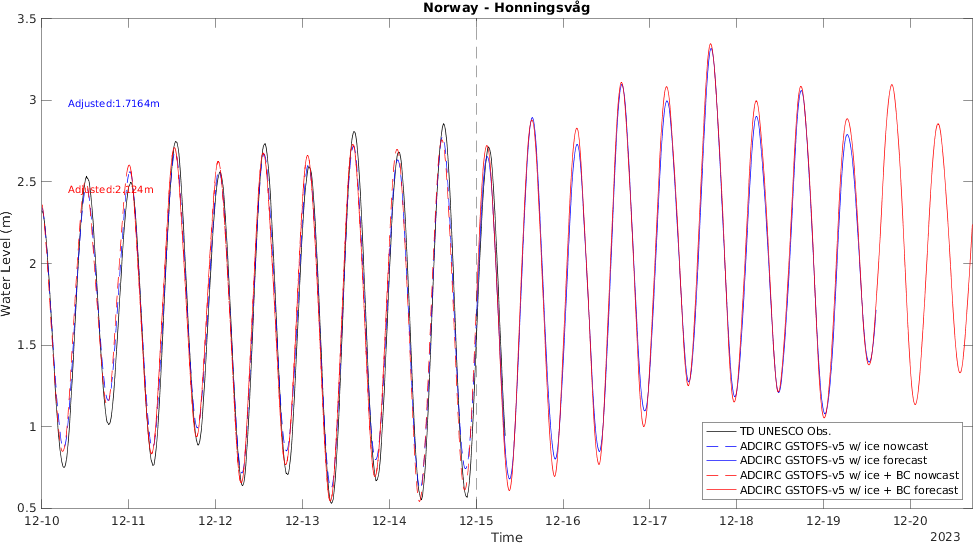 Norway - Honningsvåg
3.5
3
2.5
2
1.5
1
0.5
Water Level (m)
Adjusted:1.7164m
12-10
12-11
12-12
12-13
12-14
12-15
12-16
12-17
12-18
12-19
12-20
Time
2023
TD UNESCO Obs.
ADCIRC GSTOFS-v5 w/ ice nowcast
ADCIRC GSTOFS-v5 w/ ice forecast
ADCIRC GSTOFS-v5 w/ ice + BC nowcast
ADCIRC GSTOFS-v5 w/ ice + BC forecast